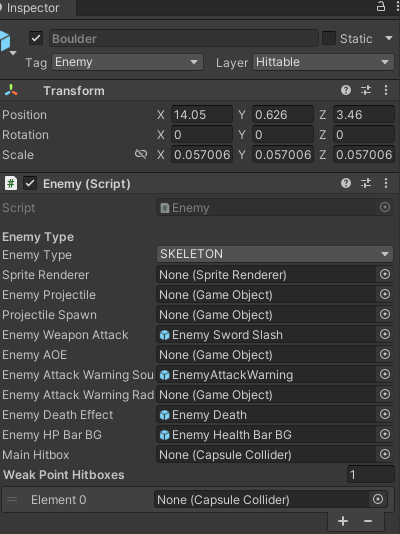 Inspector
Boulder
Static
Tag Enemy Layer Hittable
Transform
Position X 14.05 Y 0.626 Z 3.46
Rotation X 0 Y 0 Z 0
Scale X 0.057006 Y 0.057006 Z 0.057006
# Enemy (Script)
Script # Enemy
Enemy Type
Enemy Type SKELETON
Sprite Renderer None (Sprite Renderer)
Enemy Projectile None (Game Object)
Projectile Spawn None (Game Object)
Enemy Weapon Attack Enemy Sword Slash
Enemy AOE None (Game Object)
Enemy Attack Warning Sou EnemyAttackWarning
Enemy Attack Warning Rad None (Game Object)
Enemy Death Effect Enemy Death
Enemy HP Bar BG Enemy Health Bar BG
Main Hitbox None (Capsule Collider)
Weak Point Hitboxes 1
Element 0 None (Capsule Collider)
+ −